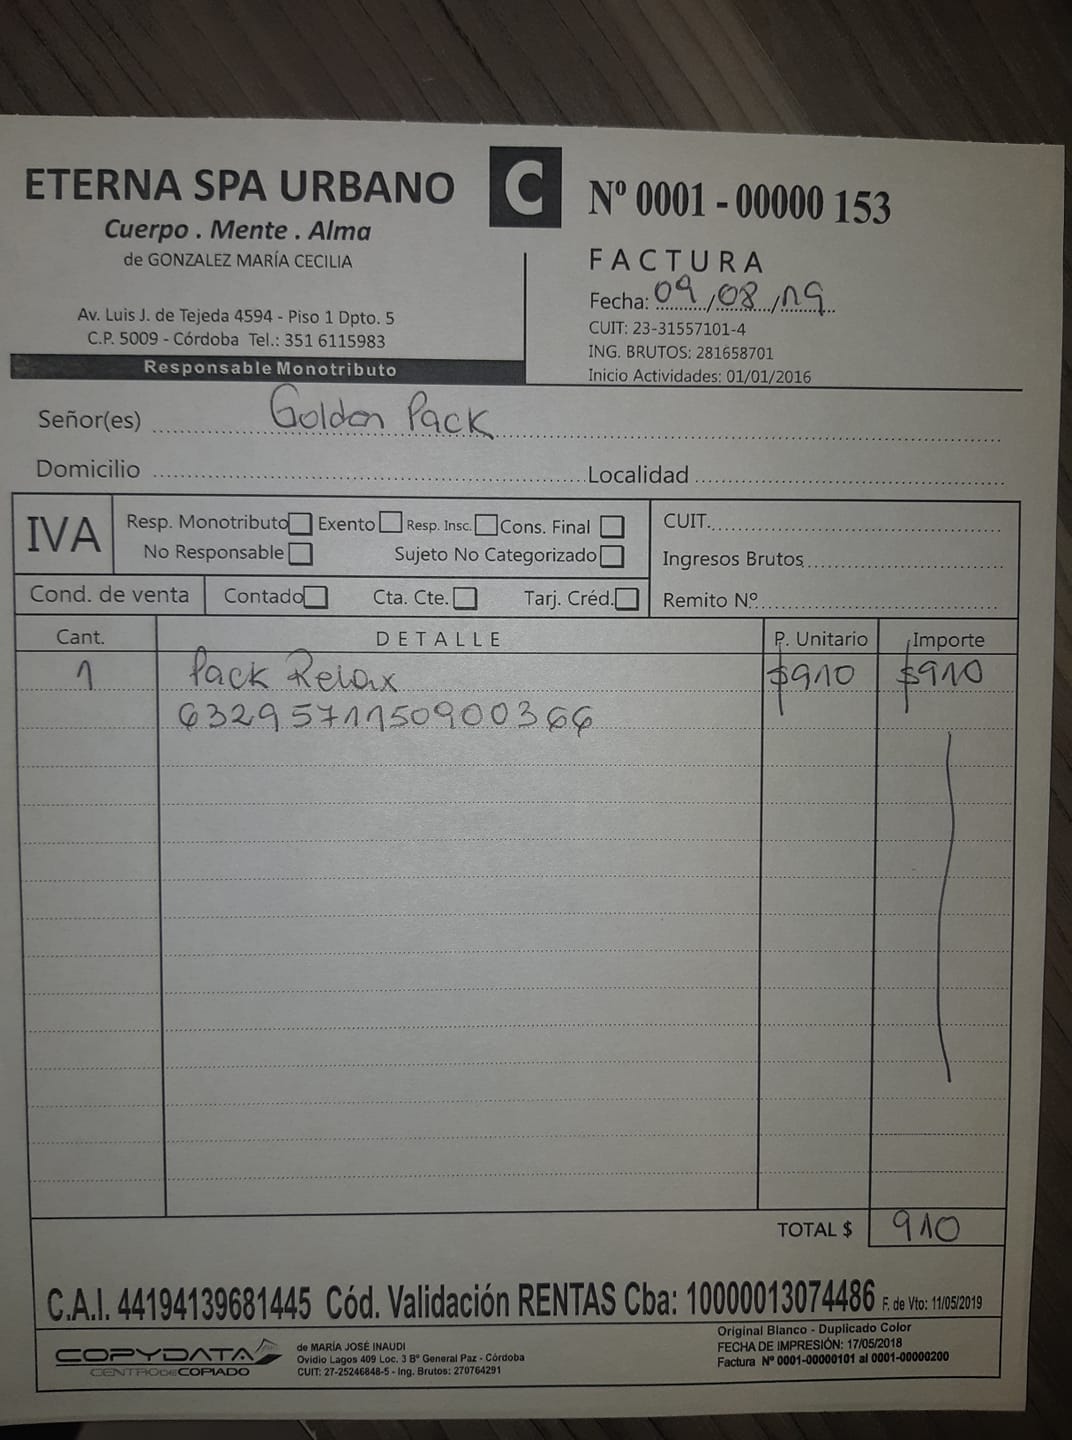 ETERNA SPA URBANO
Cuerpo . Mente . Alma
de GONZALEZ MARÍA CECILIA
Av. Luis J. de Tejeda 4594 - Piso 1 Dpto. 5
C.P. 5009 - Córdoba Tel.: 351 6115983
Responsable Monotributo
C
Nº 0001 - 00000 153
FACTURA
Fecha: 09/08/19
CUIT: 23-31557101-4
ING. BRUTOS: 281658701
Inicio Actividades: 01/01/2016
Señor(es) Golden Pack
Domicilio Localidad
IVA
Resp. Monotributo Exento Resp. Insc. Cons. Final
No Responsable Sujeto No Categorizado
Cond. de venta Contado Cta. Cte. Tarj. Créd.
CUIT.
Ingresos Brutos
Remito Nº
Cant. DETALLE P. Unitario Importe
1 Pack Relax $910 $910
6329571150900366
TOTAL $ 910
C.A.I. 44194139681445 Cód. Validación RENTAS Cba: 10000013074486 F. de Vto: 11/05/2019
COPYDATA
CENTRO DE COPIADO
de MARÍA JOSÉ INAUDI
Ovidio Lagos 409 Loc. 3 Bº General Paz - Córdoba
CUIT: 27-25246848-5 - Ing. Brutos: 270764291
Original Blanco - Duplicado Color
FECHA DE IMPRESIÓN: 17/05/2018
Factura Nº 0001-00000101 al 0001-00000200